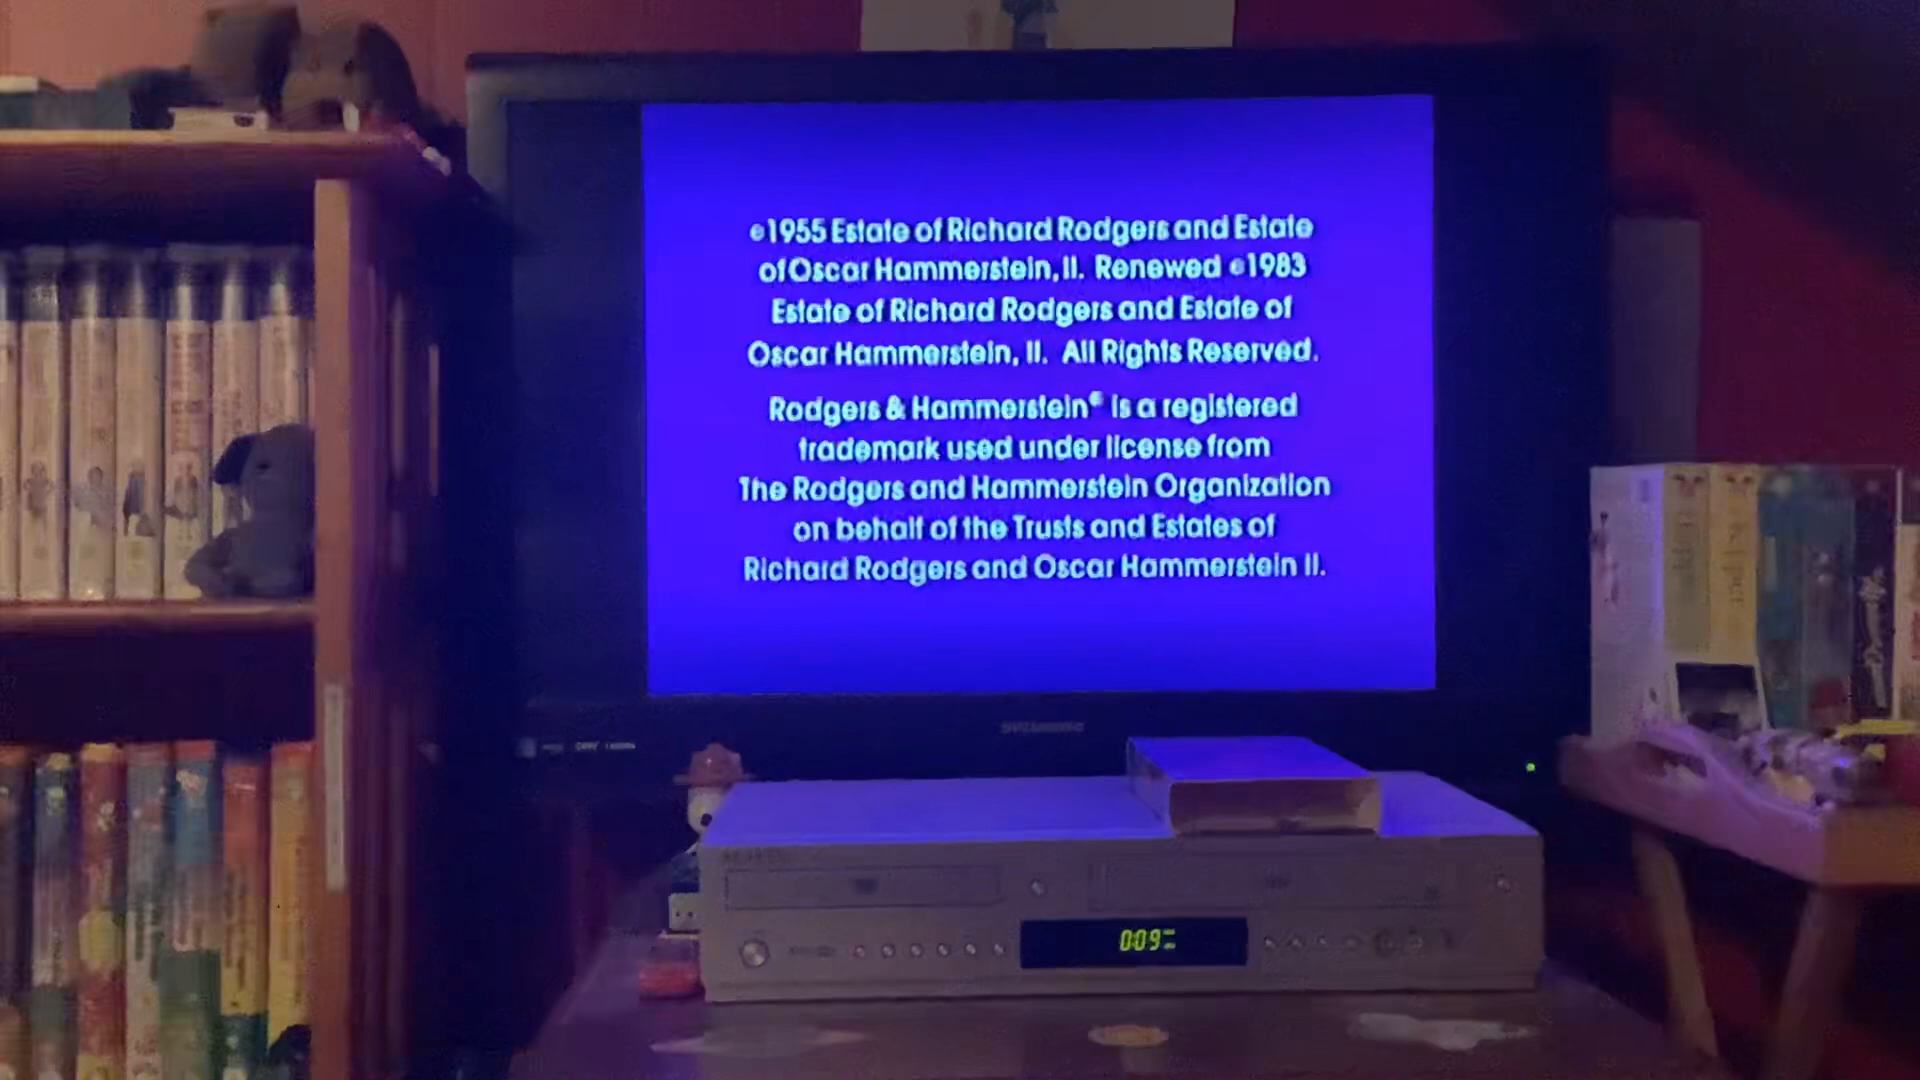 ©1955 Estate of Richard Rodgers and Estate
of Oscar Hammerstein, II. Renewed ©1983
Estate of Richard Rodgers and Estate of
Oscar Hammerstein, II. All Rights Reserved.
Rodgers & Hammerstein® is a registered
trademark used under license from
The Rodgers and Hammerstein Organization
on behalf of the Trusts and Estates of
Richard Rodgers and Oscar Hammerstein II.
SYLVANIA
0:09